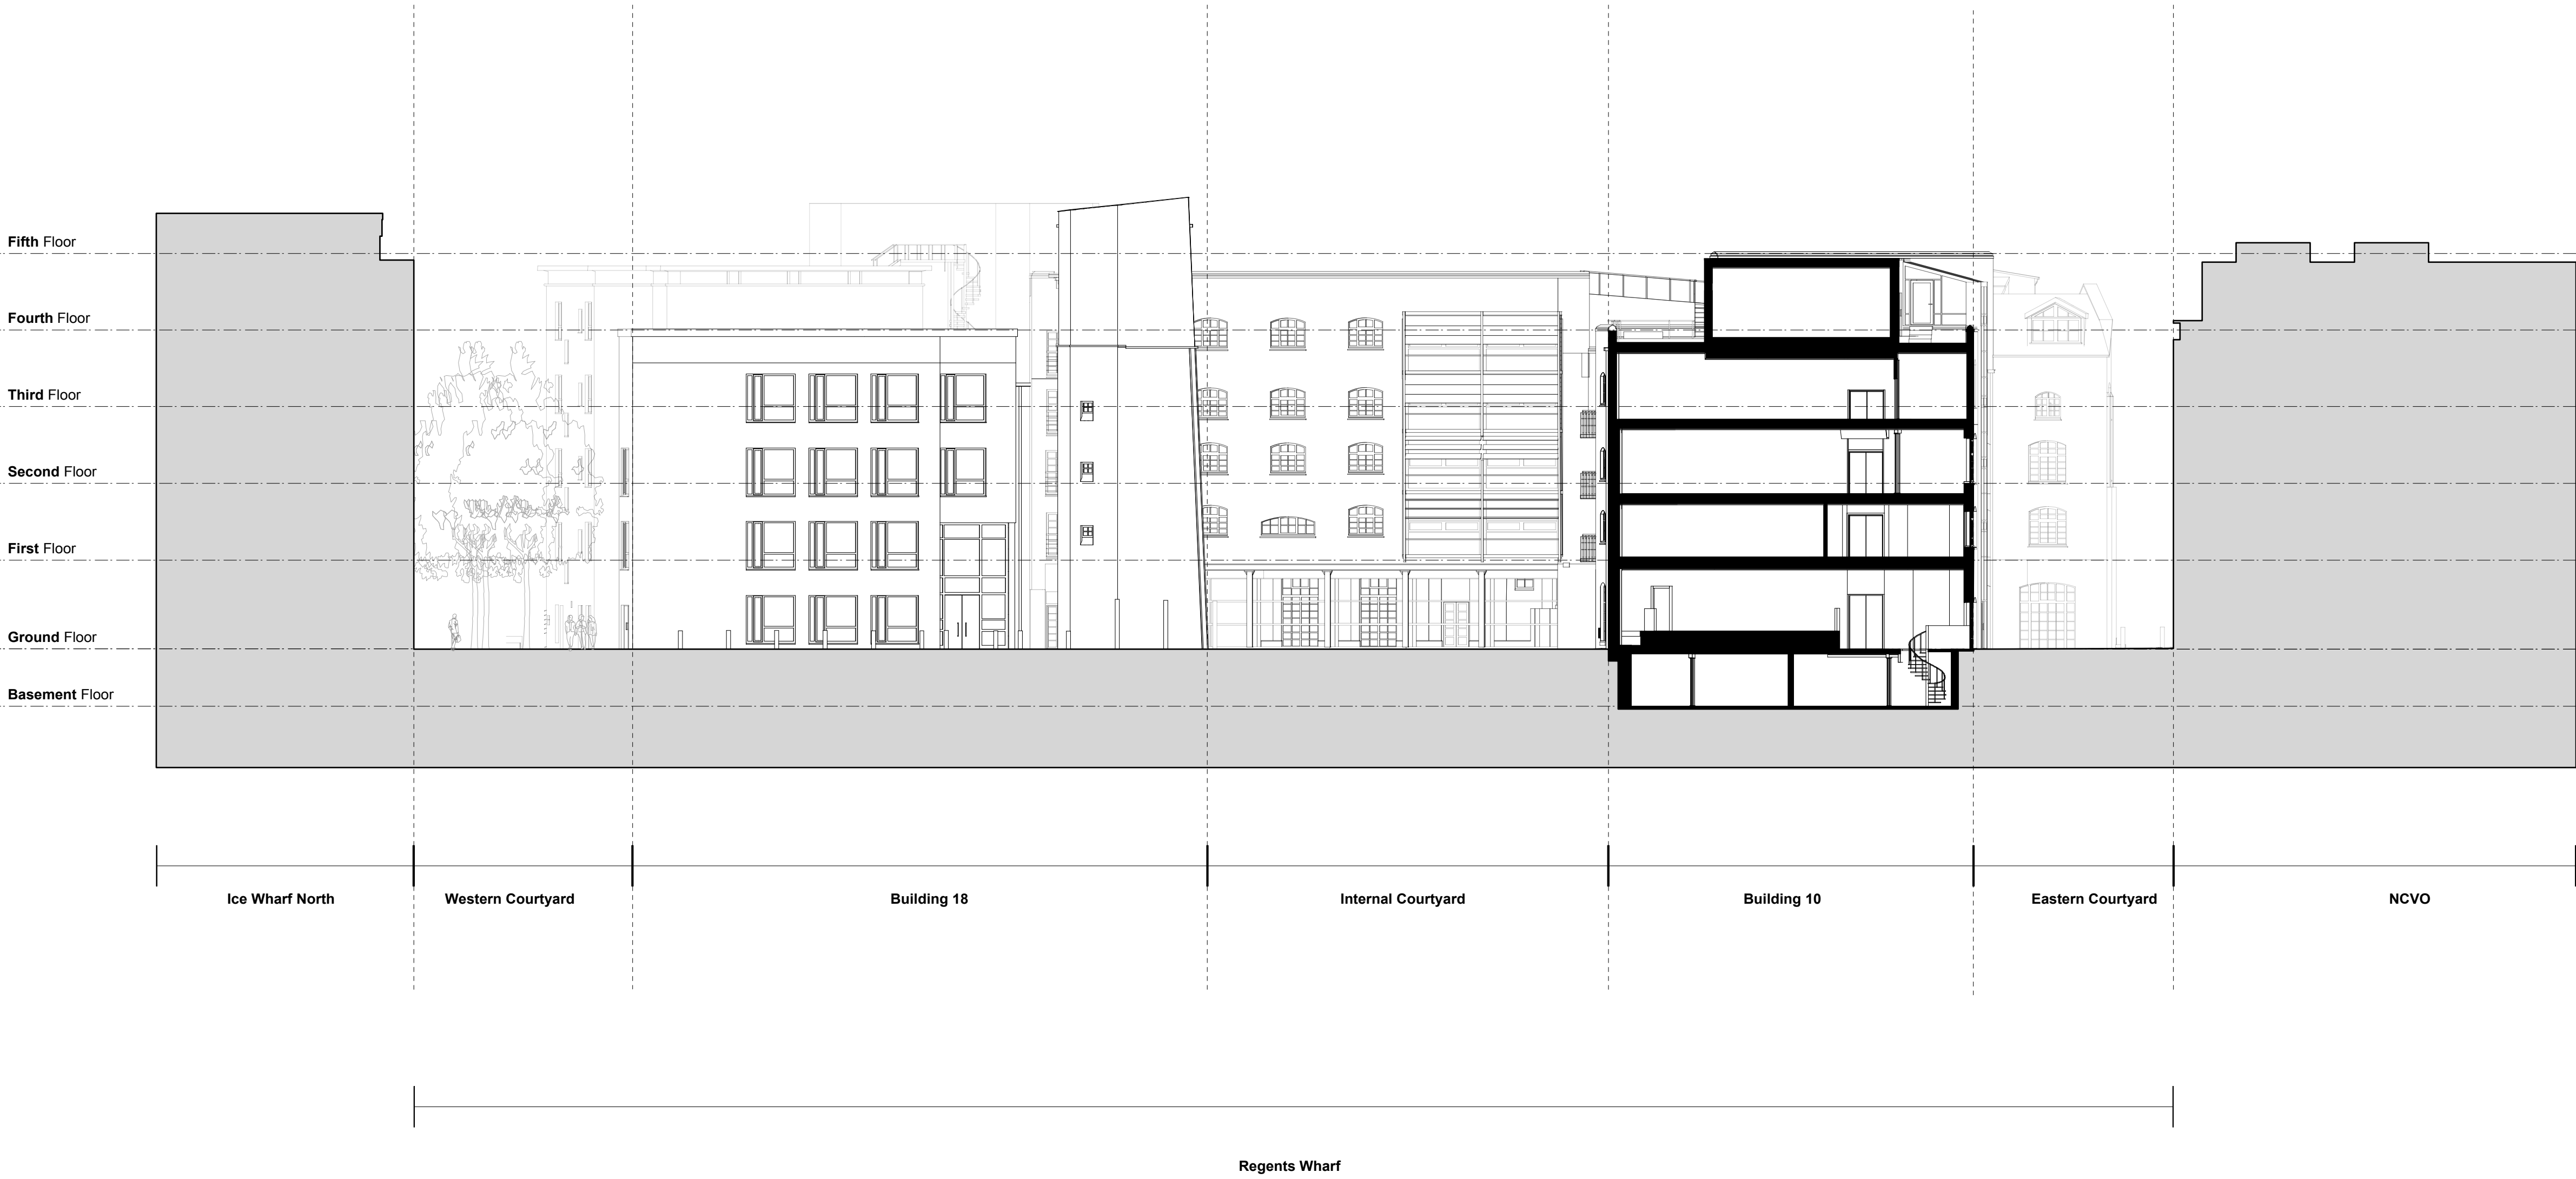 Fifth Floor
Fourth Floor
Third Floor
Second Floor
First Floor
Ground Floor
Basement Floor
Ice Wharf North
Western Courtyard
Building 18
Internal Courtyard
Building 10
Eastern Courtyard
NCVO
Regents Wharf